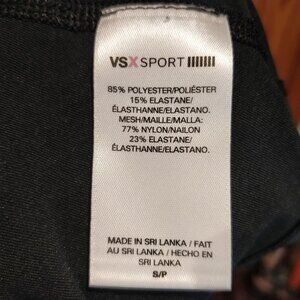 VSX SPORT
85% POLYESTER/POLIÉSTER
15% ELASTANE/
ÉLASTHANNE/ELASTANO.
MESH/MAILLE/MALLA:
77% NYLON/NAILON
23% ELASTANE/
ÉLASTHANNE/ELASTANO.
MADE IN SRI LANKA / FAIT
AU SRI LANKA / HECHO EN
SRI LANKA
S/P